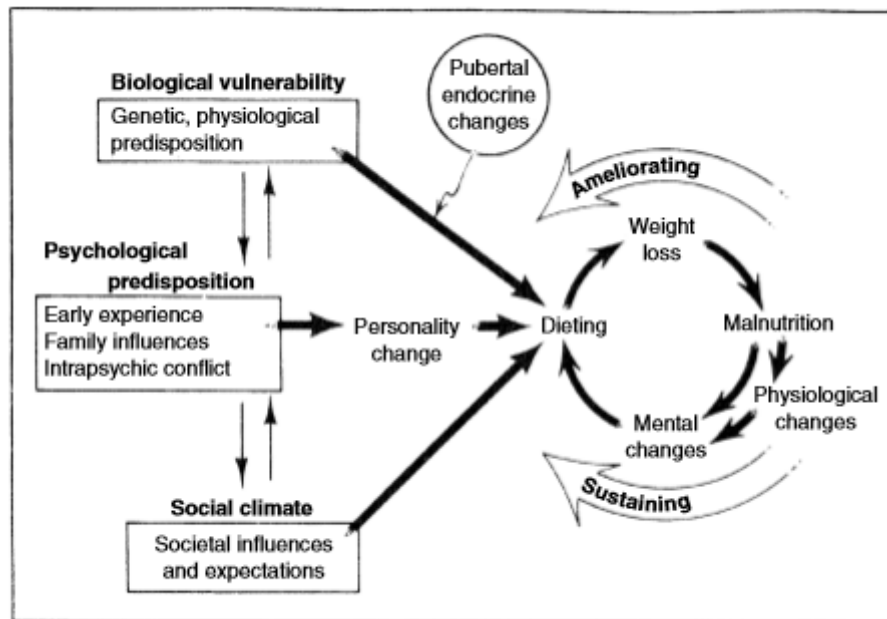 Biological vulnerability
Genetic, physiological
predisposition
Pubertal
endocrine
changes
Psychological
predisposition
Early experience
Family influences
Intrapsychic conflict
Personality
change
Social climate
Societal influences
and expectations
Dieting
Ameliorating
Weight
loss
Malnutrition
Physiological
changes
Mental
changes
Sustaining